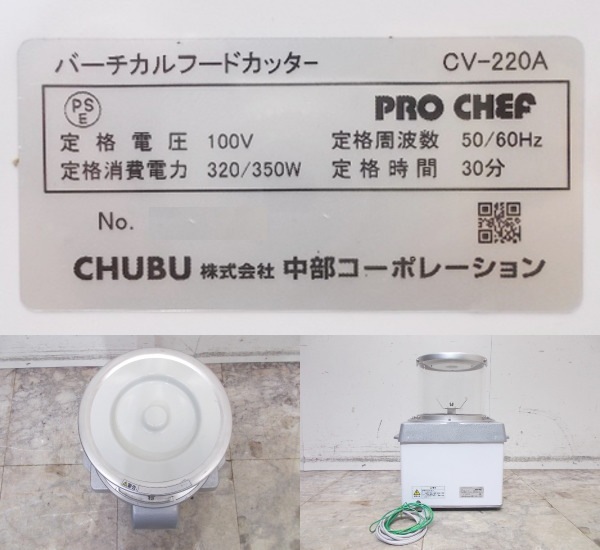 バーチカルフードカッター CV-220A
PS
E
PRO CHEF
定格電圧 100V 定格周波数 50/60Hz
定格消費電力 320/350W 定格時間 30分
No.
CHUBU 株式会社 中部コーポレーション